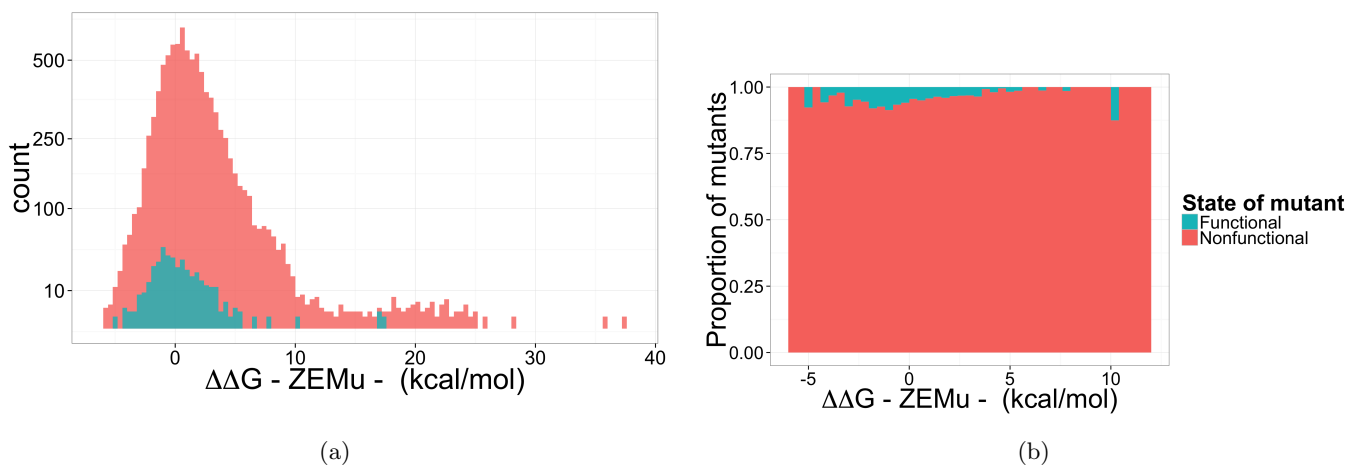 500
250
100
10
count
0
10
20
30
40
ΔΔG - ZEMu - (kcal/mol)
(a)
1.00
0.75
0.50
0.25
0.00
Proportion of mutants
-5
0
5
10
ΔΔG - ZEMu - (kcal/mol)
(b)
State of mutant
Functional
Nonfunctional